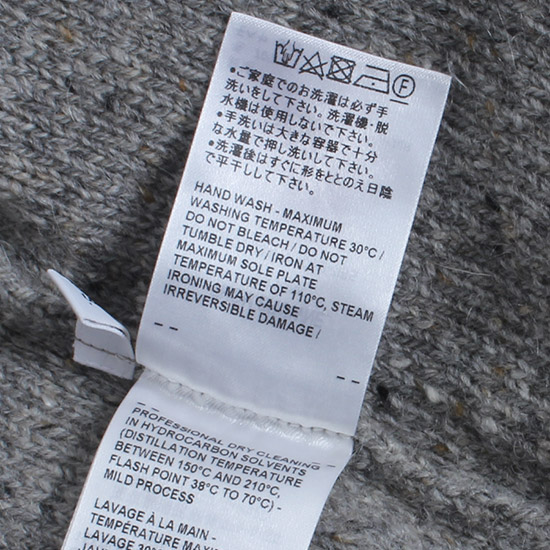 F
●ご家庭でのお洗濯は必ず手
洗いをして下さい。洗濯機・脱
水機は使用しないで下さい。
●手洗いは大きな容器で十分
な水量で押し洗いして下さい。
●洗濯後はすぐに形をととのえ日陰
で平干しして下さい。
HAND WASH - MAXIMUM
WASHING TEMPERATURE 30°C /
DO NOT BLEACH / DO NOT
TUMBLE DRY / IRON AT
MAXIMUM SOLE PLATE
TEMPERATURE OF 110°C, STEAM
IRONING MAY CAUSE
IRREVERSIBLE DAMAGE /
PROFESSIONAL DRY CLEANING
IN HYDROCARBON SOLVENTS
(DISTILLATION TEMPERATURE
BETWEEN 150°C AND 210°C,
FLASH POINT 38°C TO 70°C) -
MILD PROCESS
LAVAGE À LA MAIN -
TEMPÉRATURE MAXIM